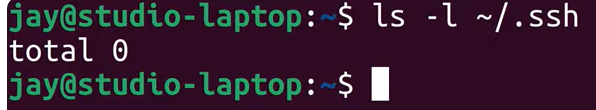 jay@studio-laptop:~$ ls -l ~/.ssh
total 0
jay@studio-laptop:~$